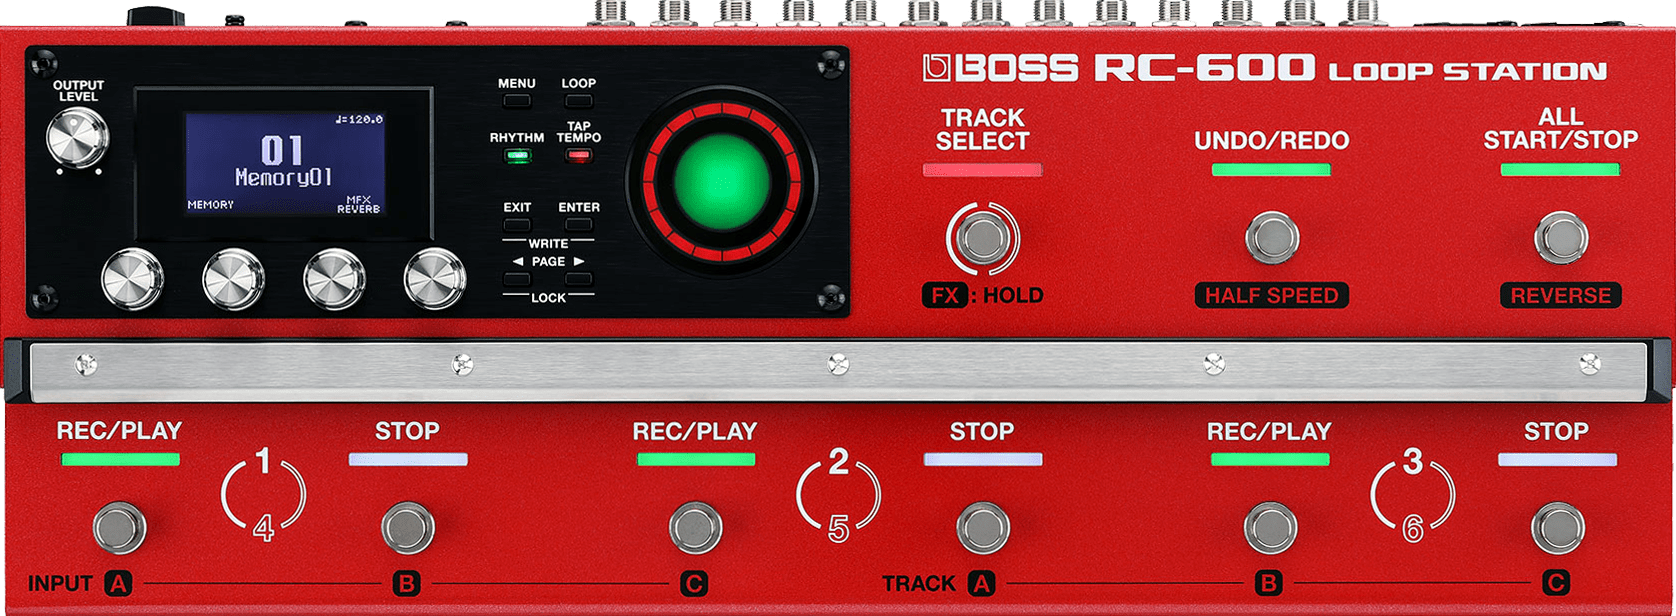 BOSS RC-600 LOOP STATION
OUTPUT
LEVEL
♩=120.0
01
Memory01
MEMORY
MFX
REVERB
MENU
LOOP
RHYTHM
TAP
TEMPO
EXIT
ENTER
WRITE
◄ PAGE ►
LOCK
TRACK
SELECT
FX: HOLD
UNDO/REDO
HALF SPEED
ALL
START/STOP
REVERSE
REC/PLAY
1
4
STOP
REC/PLAY
2
5
STOP
REC/PLAY
3
6
STOP
INPUT A B C
TRACK A B C